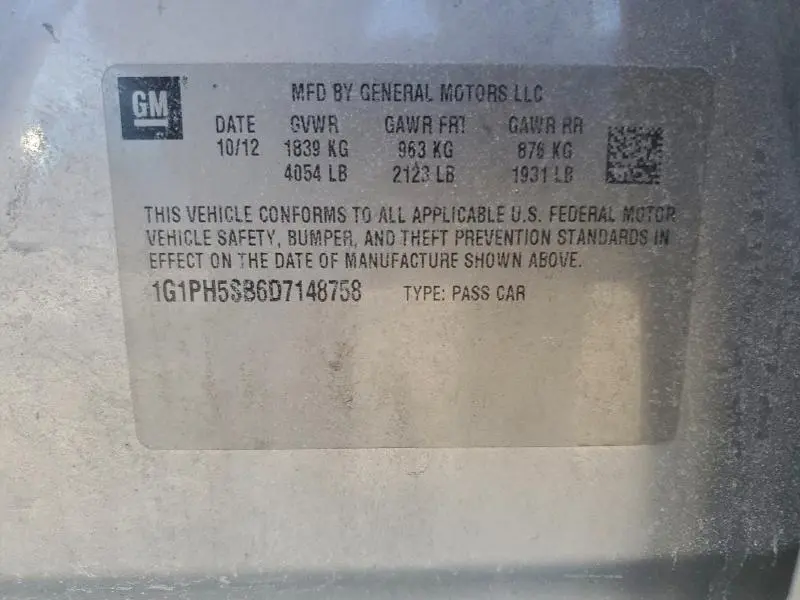 GM
MFD BY GENERAL MOTORS LLC
DATE GVWR GAWR FRT GAWR RR
10/12 1839 KG 963 KG 876 KG
4054 LB 2123 LB 1931 LB
THIS VEHICLE CONFORMS TO ALL APPLICABLE U.S. FEDERAL MOTOR
VEHICLE SAFETY, BUMPER, AND THEFT PREVENTION STANDARDS IN
EFFECT ON THE DATE OF MANUFACTURE SHOWN ABOVE.
1G1PH5SB6D7148758 TYPE: PASS CAR